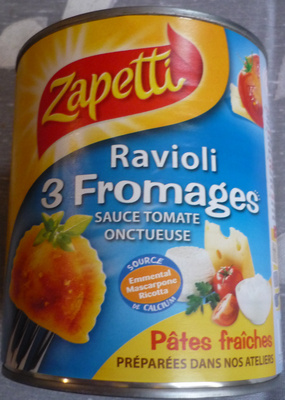 Zapetti
Ravioli
3 Fromages
SAUCE TOMATE
ONCTUEUSE
SOURCE
Emmental
Mascarpone
Ricotta
de CALCIUM
Pâtes fraîches
PRÉPARÉES DANS NOS ATELIERS